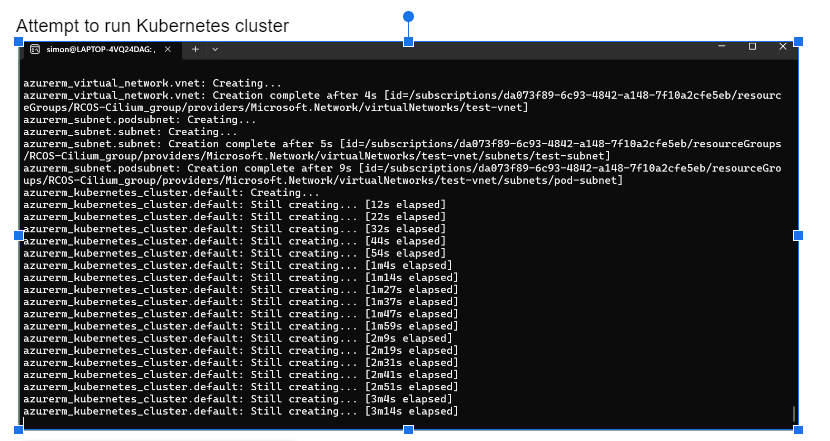 Attempt to run Kubernetes cluster
simon@LAPTOP-4VQ24DAG: ,
azurerm_virtual_network.vnet: Creating...
azurerm_virtual_network.vnet: Creation complete after 4s [id=/subscriptions/da073f89-6c93-4842-a148-7f10a2cfe5eb/resourc
eGroups/RCOS-Cilium_group/providers/Microsoft.Network/virtualNetworks/test-vnet]
azurerm_subnet.podsubnet: Creating...
azurerm_subnet.subnet: Creating...
azurerm_subnet.subnet: Creation complete after 5s [id=/subscriptions/da073f89-6c93-4842-a148-7f10a2cfe5eb/resourceGroups
/RCOS-Cilium_group/providers/Microsoft.Network/virtualNetworks/test-vnet/subnets/test-subnet]
azurerm_subnet.podsubnet: Creation complete after 9s [id=/subscriptions/da073f89-6c93-4842-a148-7f10a2cfe5eb/resourceGro
ups/RCOS-Cilium_group/providers/Microsoft.Network/virtualNetworks/test-vnet/subnets/pod-subnet]
azurerm_kubernetes_cluster.default: Creating...
azurerm_kubernetes_cluster.default: Still creating... [12s elapsed]
azurerm_kubernetes_cluster.default: Still creating... [22s elapsed]
azurerm_kubernetes_cluster.default: Still creating... [32s elapsed]
azurerm_kubernetes_cluster.default: Still creating... [44s elapsed]
azurerm_kubernetes_cluster.default: Still creating... [54s elapsed]
azurerm_kubernetes_cluster.default: Still creating... [1m4s elapsed]
azurerm_kubernetes_cluster.default: Still creating... [1m14s elapsed]
azurerm_kubernetes_cluster.default: Still creating... [1m27s elapsed]
azurerm_kubernetes_cluster.default: Still creating... [1m37s elapsed]
azurerm_kubernetes_cluster.default: Still creating... [1m47s elapsed]
azurerm_kubernetes_cluster.default: Still creating... [1m59s elapsed]
azurerm_kubernetes_cluster.default: Still creating... [2m9s elapsed]
azurerm_kubernetes_cluster.default: Still creating... [2m19s elapsed]
azurerm_kubernetes_cluster.default: Still creating... [2m31s elapsed]
azurerm_kubernetes_cluster.default: Still creating... [2m41s elapsed]
azurerm_kubernetes_cluster.default: Still creating... [2m51s elapsed]
azurerm_kubernetes_cluster.default: Still creating... [3m4s elapsed]
azurerm_kubernetes_cluster.default: Still creating... [3m14s elapsed]